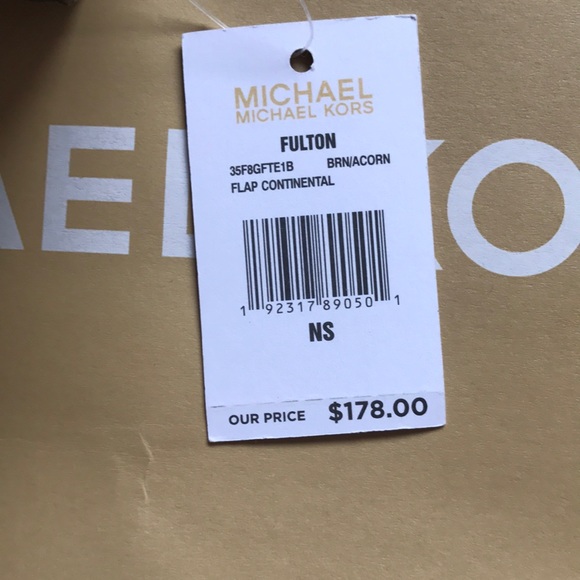 MICHAEL
MICHAEL KORS
FULTON
35F8GFTE1B BRN/ACORN
FLAP CONTINENTAL
1 92317 89050 1
NS
OUR PRICE $178.00
AEL KO